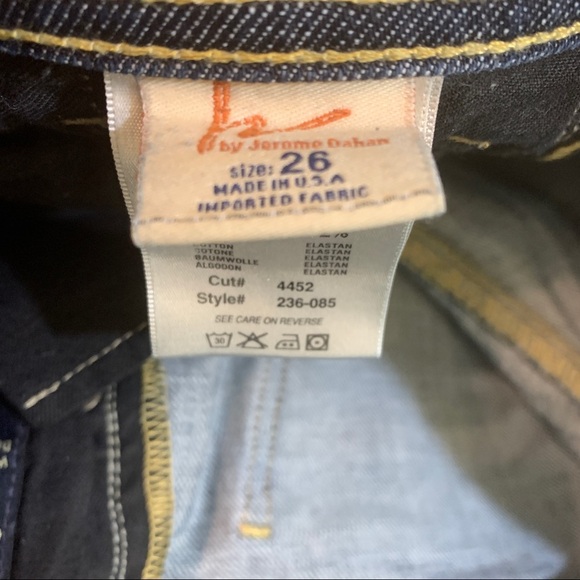 by Jerome Dahan
size: 26
MADE IN U.S.A
IMPORTED FABRIC
COTTON ELASTAN
COTONE ELASTAN
BAUMWOLLE ELASTAN
ALGODON ELASTAN
Cut# 4452
Style# 236-085
SEE CARE ON REVERSE
30